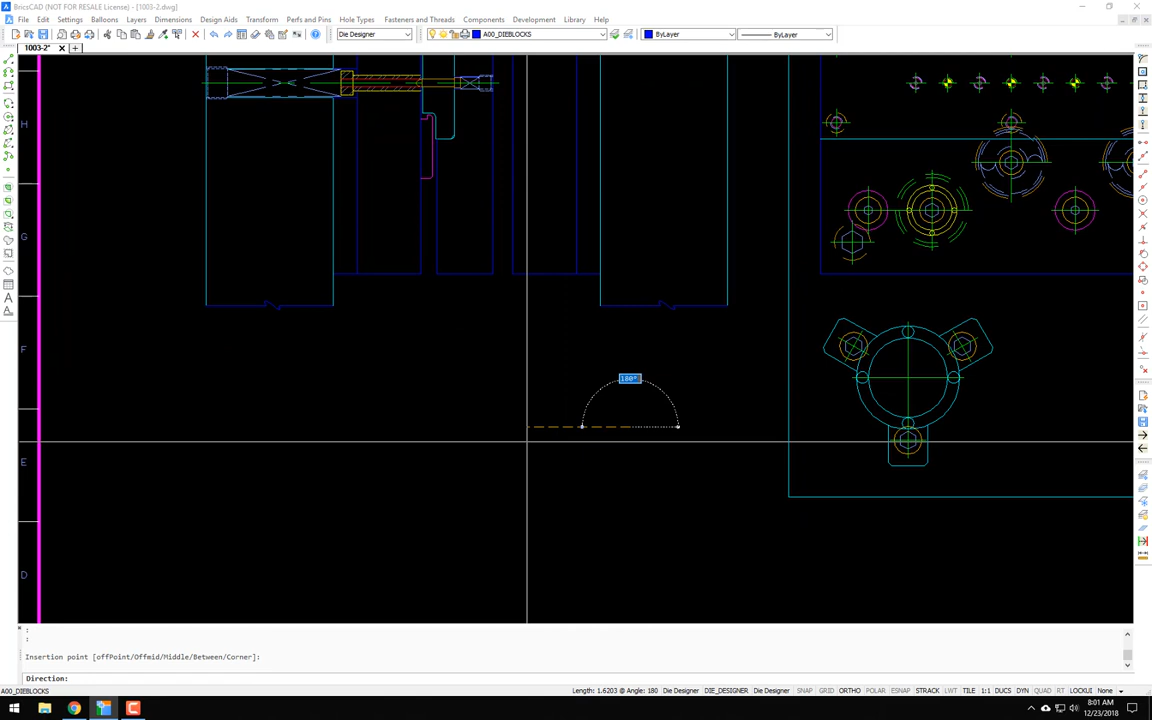 BricsCAD (NOT FOR RESALE License) - [1003-2.dwg]
File Edit Balloons Layers Dimensions Design Aids Transform Perfs and Pins Hole Types Fasteners and Threads Components Development Library Help
Die Designer A00_DIEBLOCKS ByLayer ByLayer
1003-2*
H
G
F
180°
E
D
:
:
Insertion point [offPoint/Offmid/Middle/Between/Corner]:
Direction:
A00_DIEBLOCKS Length: 1.6203 @ Angle: 180 Die Designer DIE_DESIGNER Die Designer SNAP GRID ORTHO POLAR ESNAP STRACK LWT TILE 1:1 DUCS DYN QUAD RT LOCKUI None
8:01 AM
12/23/2018